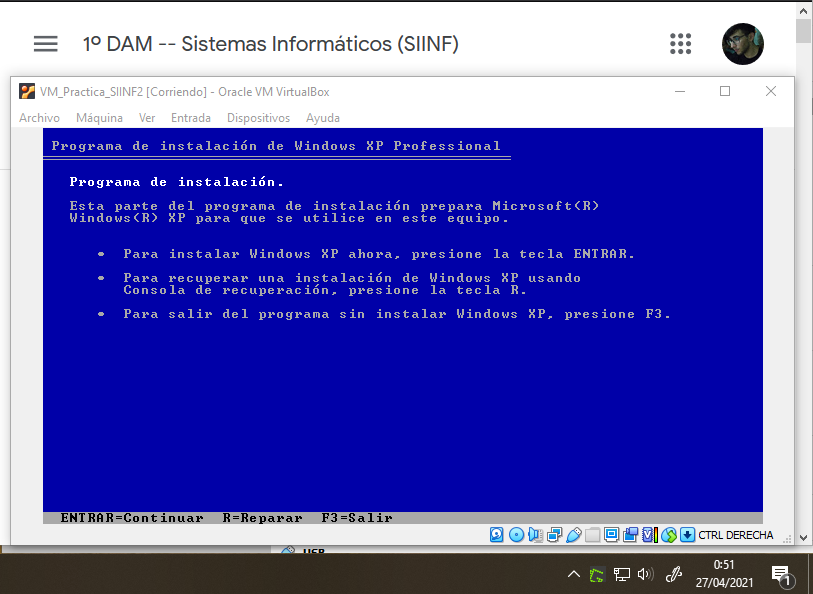 1º DAM -- Sistemas Informáticos (SIINF)
VM_Practica_SIINF2 [Corriendo] - Oracle VM VirtualBox
Archivo Máquina Ver Entrada Dispositivos Ayuda
Programa de instalación de Windows XP Professional
Programa de instalación.
Esta parte del programa de instalación prepara Microsoft(R)
Windows(R) XP para que se utilice en este equipo.
• Para instalar Windows XP ahora, presione la tecla ENTRAR.
• Para recuperar una instalación de Windows XP usando
Consola de recuperación, presione la tecla R.
• Para salir del programa sin instalar Windows XP, presione F3.
ENTRAR=Continuar R=Reparar F3=Salir
CTRL DERECHA
USB
0:51
27/04/2021
1